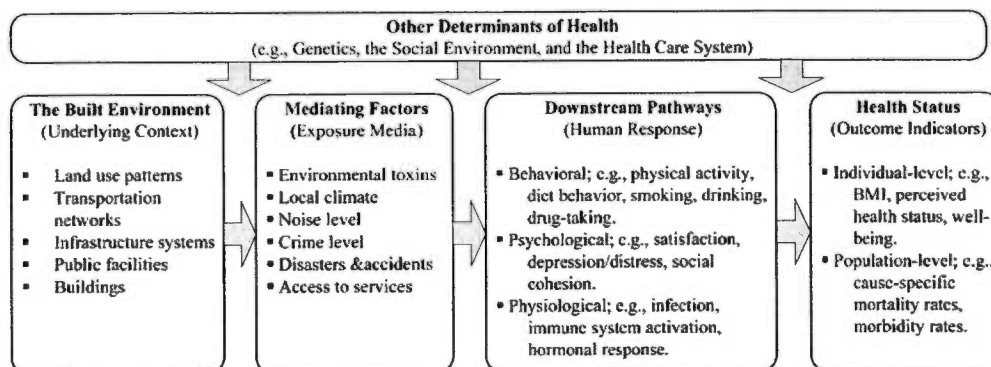 Other Determinants of Health
(e.g., Genetics, the Social Environment, and the Health Care System)
The Built Environment
(Underlying Context)
▪ Land use patterns
▪ Transportation
networks
▪ Infrastructure systems
▪ Public facilities
▪ Buildings
Mediating Factors
(Exposure Media)
▪ Environmental toxins
▪ Local climate
▪ Noise level
▪ Crime level
▪ Disasters &accidents
▪ Access to services
Downstream Pathways
(Human Response)
▪ Behavioral; e.g., physical activity,
dict behavior, smoking, drinking,
drug-taking.
▪ Psychological; e.g., satisfaction,
depression/distress, social
cohesion.
▪ Physiological; e.g., infection,
immune system activation,
hormonal response.
Health Status
(Outcome Indicators)
▪ Individual-level; e.g.,
BMI, perceived
health status, well-
being.
▪ Population-level; e.g.,
cause-specific
mortality rates,
morbidity rates.